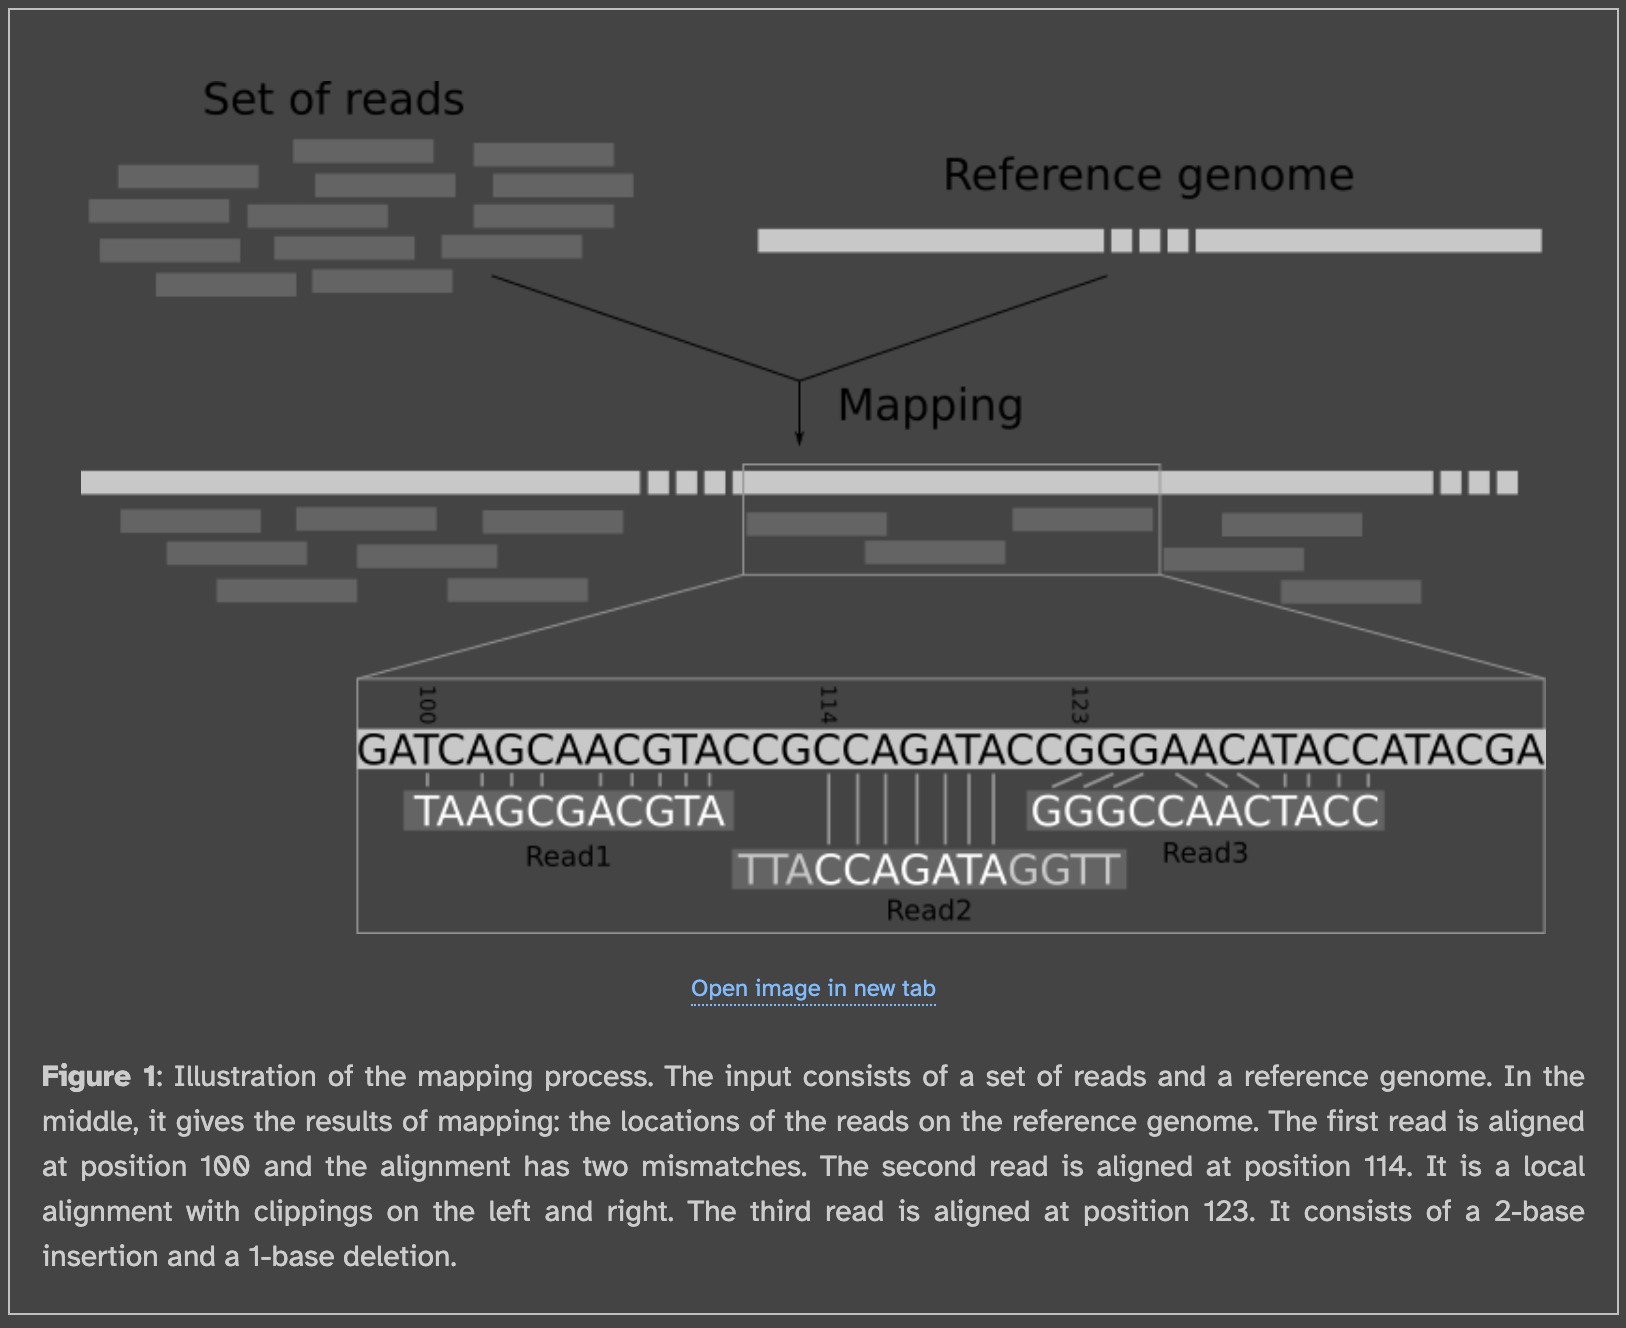 Set of reads
Reference genome
Mapping
100
114
123
GATCAGCAACGTACCGCCAGATACCGGGAACATACCATACGA
TAAGCGACGTA
GGGCCAACTACC
Read1
Read3
TTACCAGATAGGTT
Read2
Open image in new tab
Figure 1: Illustration of the mapping process. The input consists of a set of reads and a reference genome. In the
middle, it gives the results of mapping: the locations of the reads on the reference genome. The first read is aligned
at position 100 and the alignment has two mismatches. The second read is aligned at position 114. It is a local
alignment with clippings on the left and right. The third read is aligned at position 123. It consists of a 2-base
insertion and a 1-base deletion.